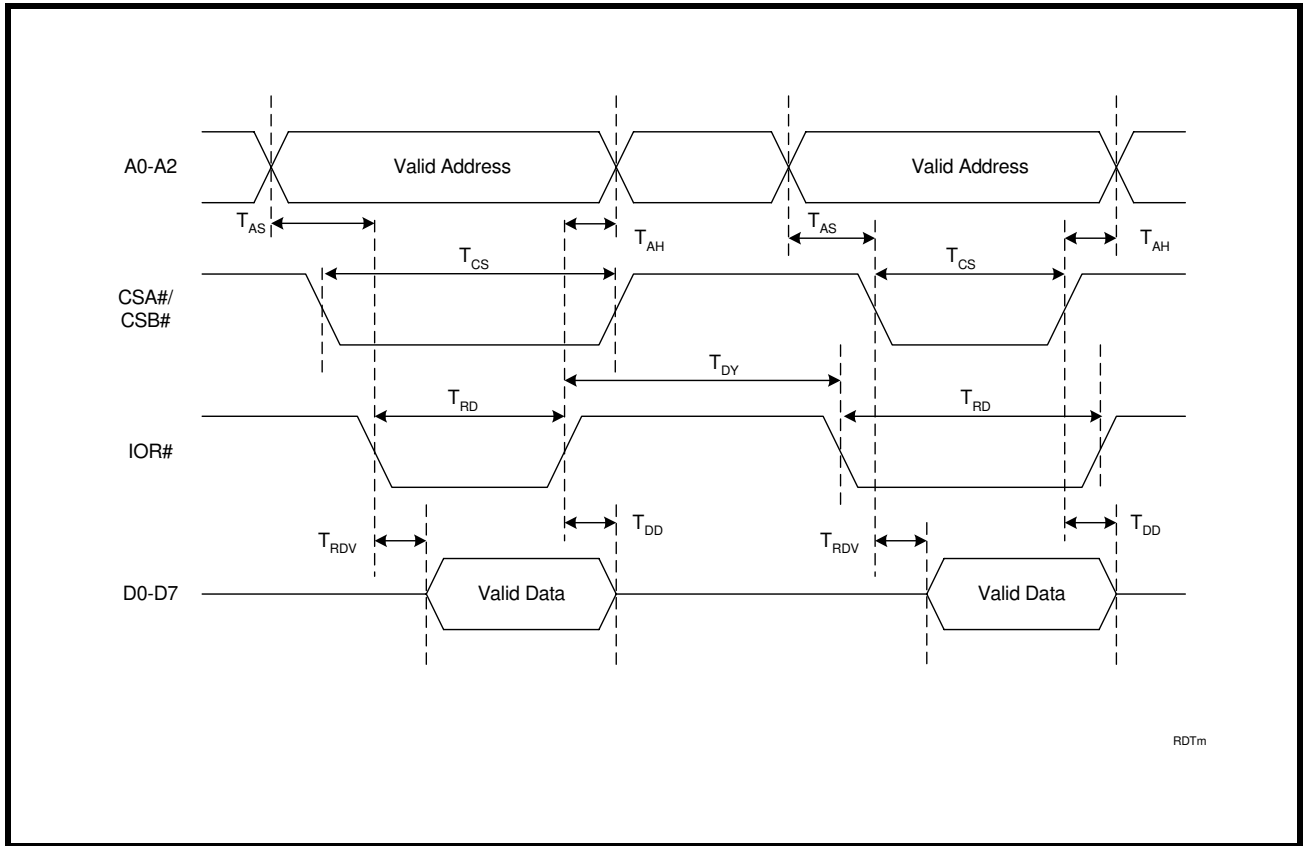 A0-A2
Valid Address
Valid Address
TAS
TAH
TAS
TAH
TCS
TCS
CSA#/
CSB#
TDY
TRD
TRD
IOR#
TRDV
TDD
TRDV
TDD
D0-D7
Valid Data
Valid Data
RDTm